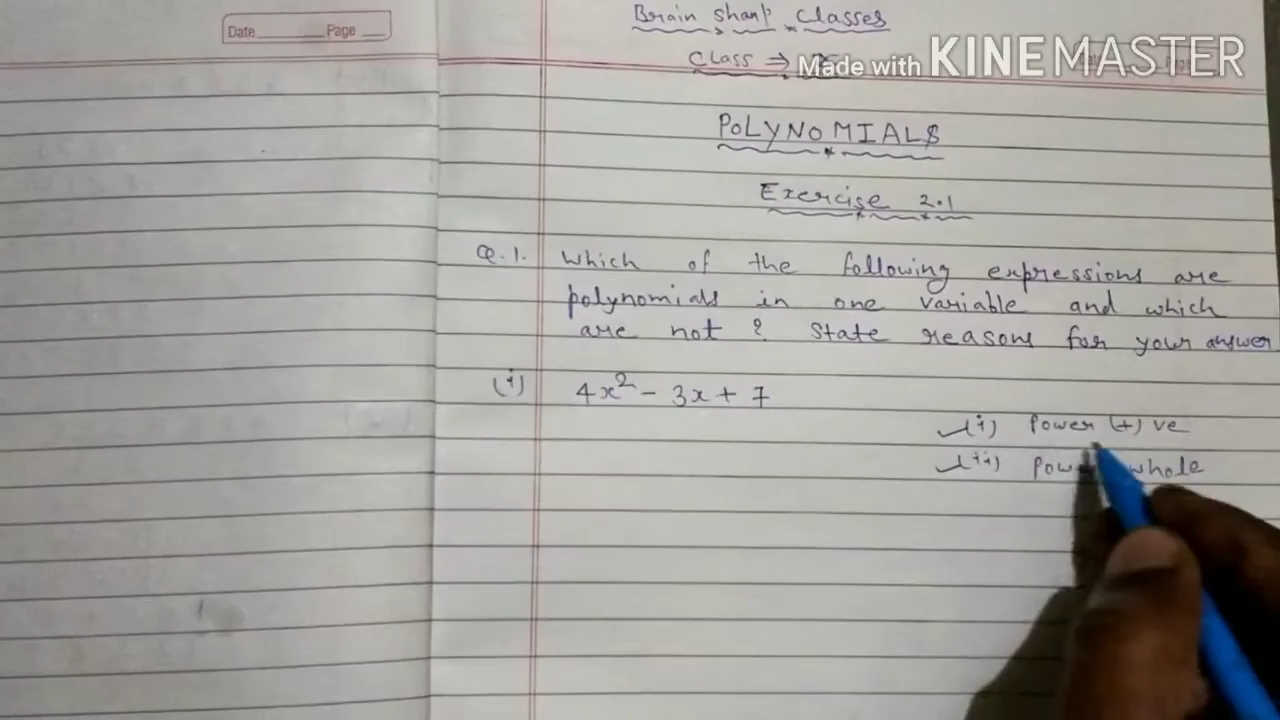 Date Page
Brain sharp Classes
Class ⇒
Made with KINEMASTER
POLYNOMIALS
Exercise 2.1
Q.1. Which of the following expressions are
polynomials in one variable and which
are not? State reasons for your answer
(i) 4x² - 3x + 7
(i) Power (+) ve
(ii) whole